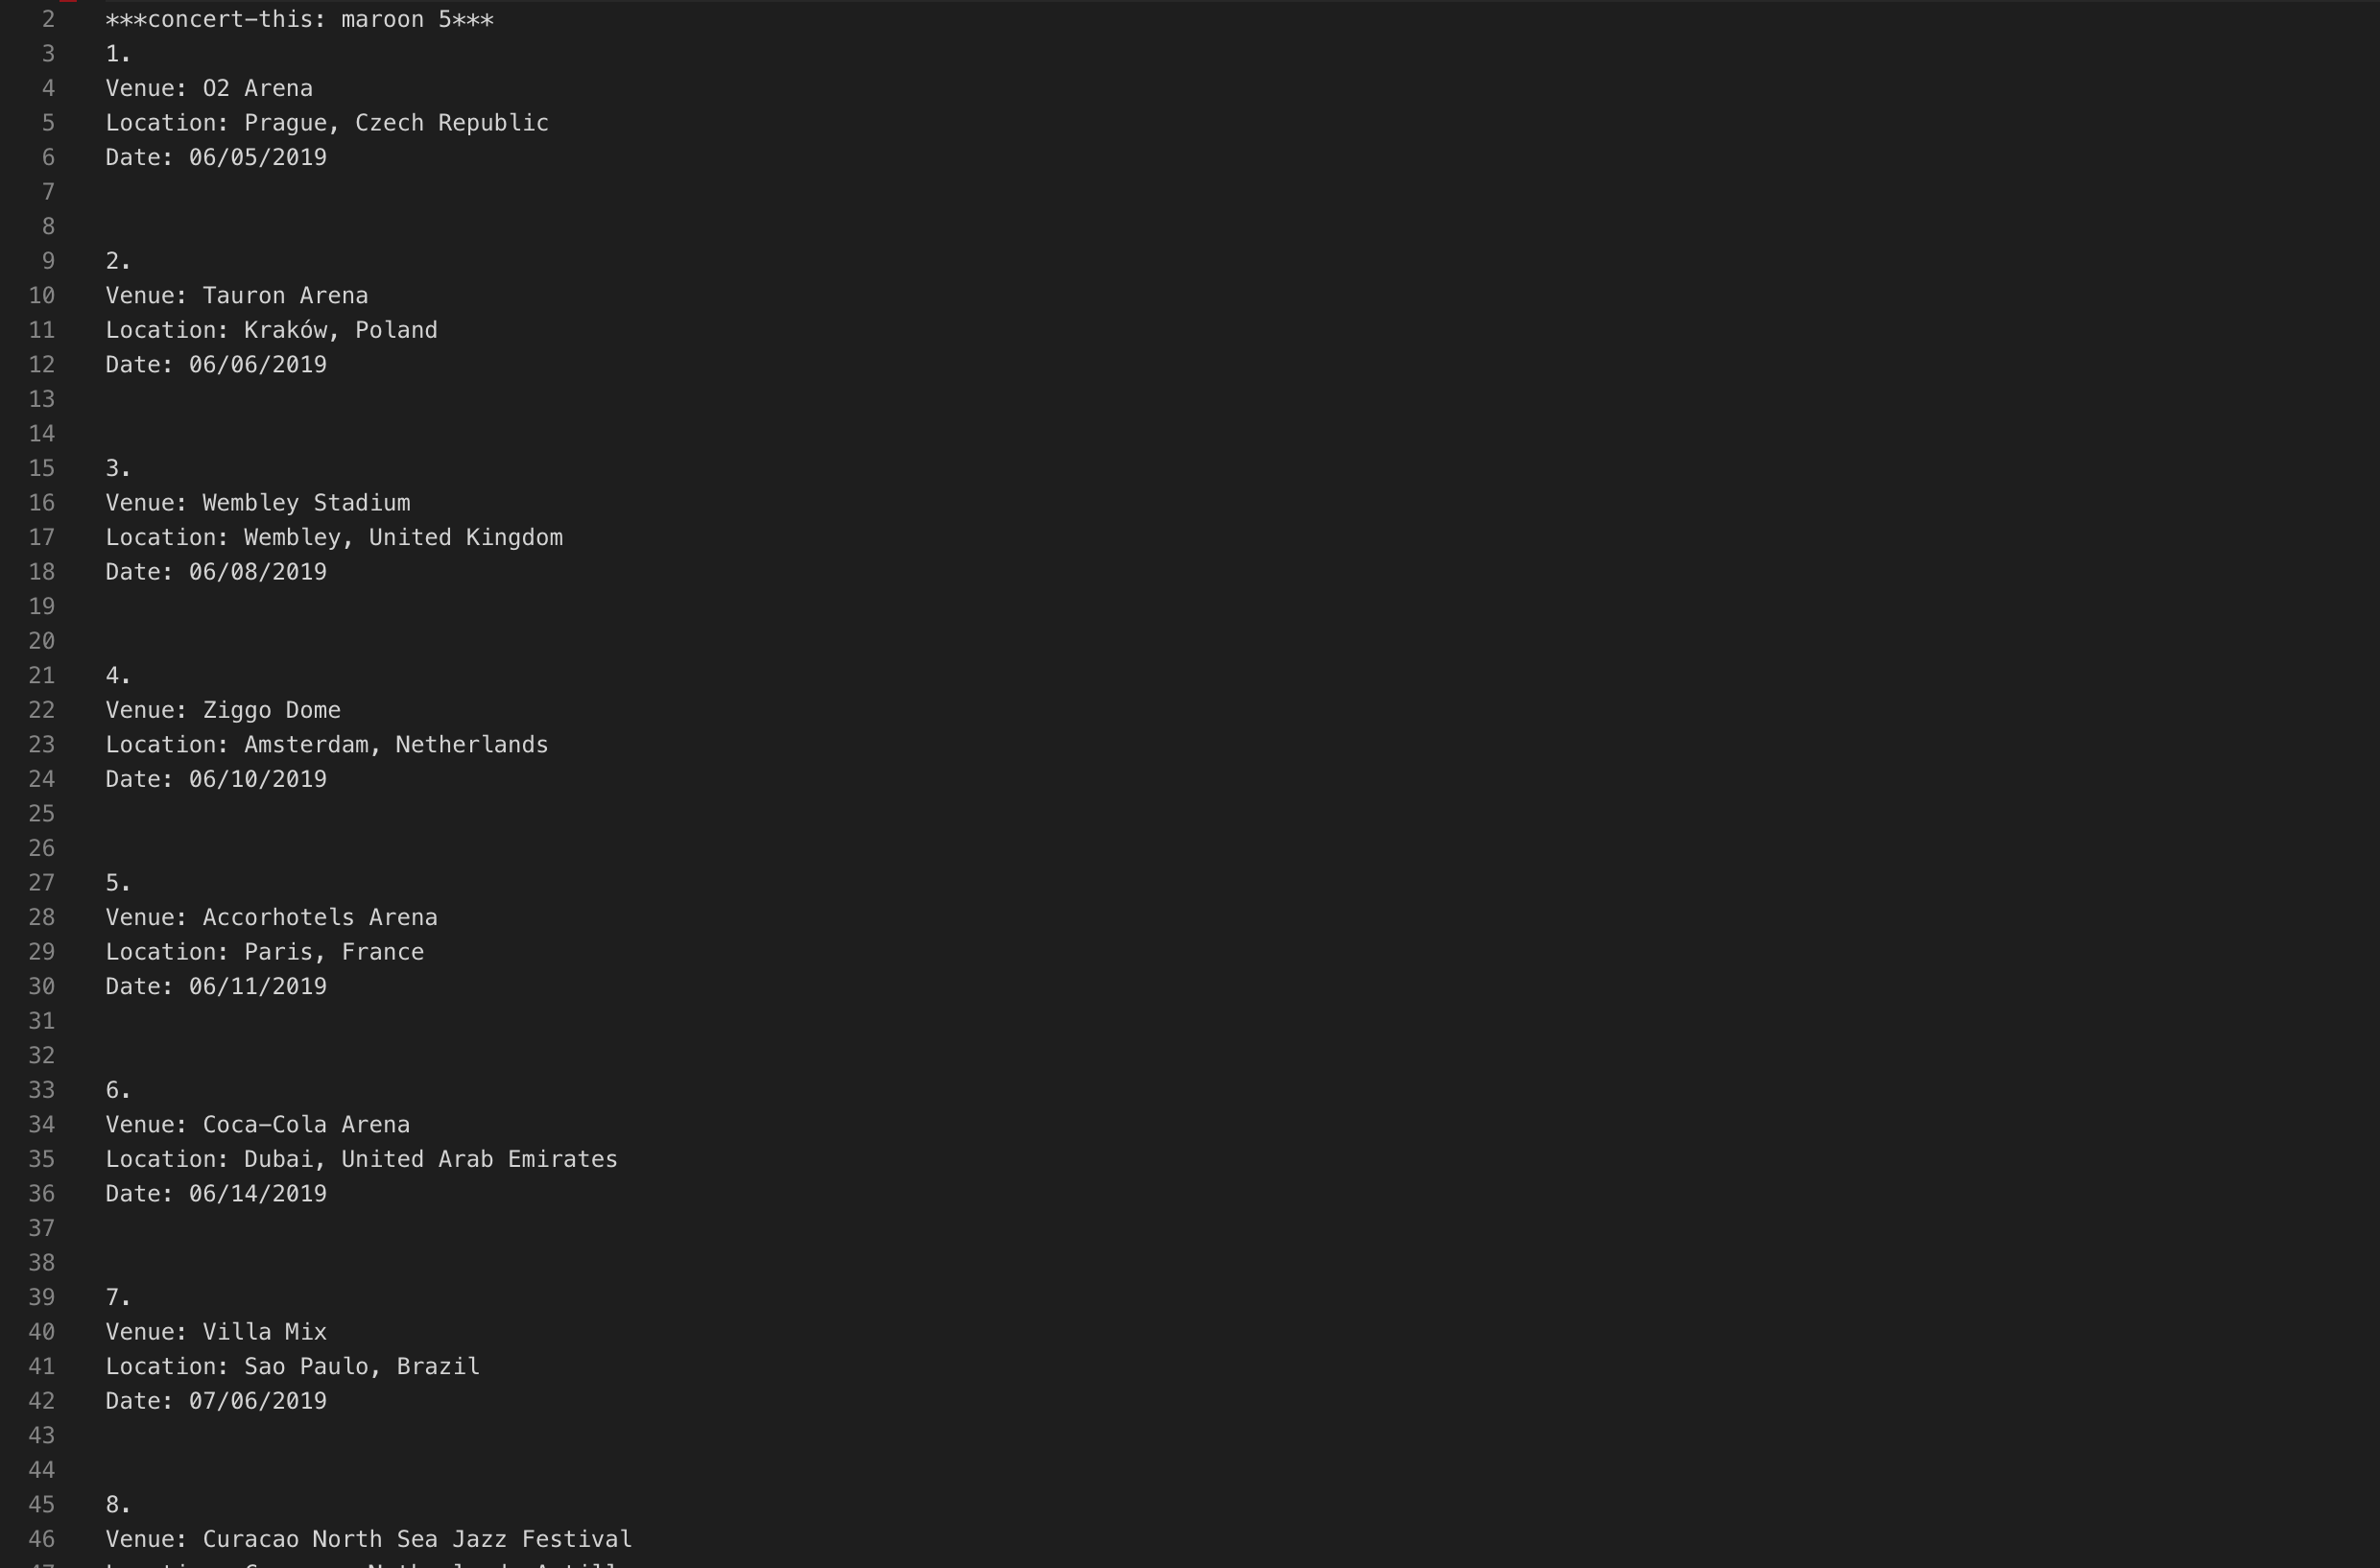 2 ***concert-this: maroon 5***
3 1.
4 Venue: O2 Arena
5 Location: Prague, Czech Republic
6 Date: 06/05/2019
7
8
9 2.
10 Venue: Tauron Arena
11 Location: Kraków, Poland
12 Date: 06/06/2019
13
14
15 3.
16 Venue: Wembley Stadium
17 Location: Wembley, United Kingdom
18 Date: 06/08/2019
19
20
21 4.
22 Venue: Ziggo Dome
23 Location: Amsterdam, Netherlands
24 Date: 06/10/2019
25
26
27 5.
28 Venue: Accorhotels Arena
29 Location: Paris, France
30 Date: 06/11/2019
31
32
33 6.
34 Venue: Coca-Cola Arena
35 Location: Dubai, United Arab Emirates
36 Date: 06/14/2019
37
38
39 7.
40 Venue: Villa Mix
41 Location: Sao Paulo, Brazil
42 Date: 07/06/2019
43
44
45 8.
46 Venue: Curacao North Sea Jazz Festival